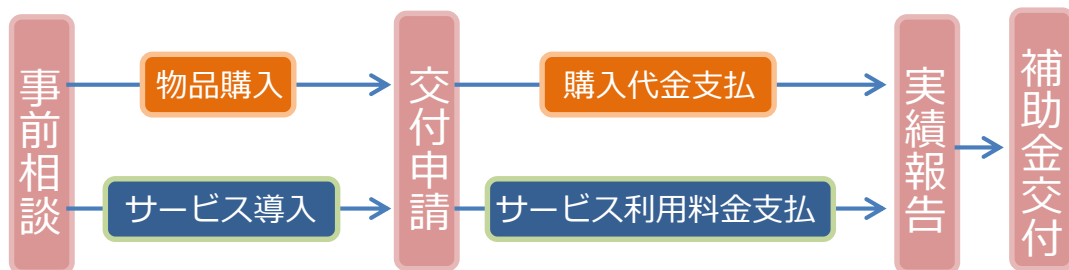 事前相談
物品購入
サービス導入
交付申請
購入代金支払
サービス利用料金支払
実績報告
補助金交付